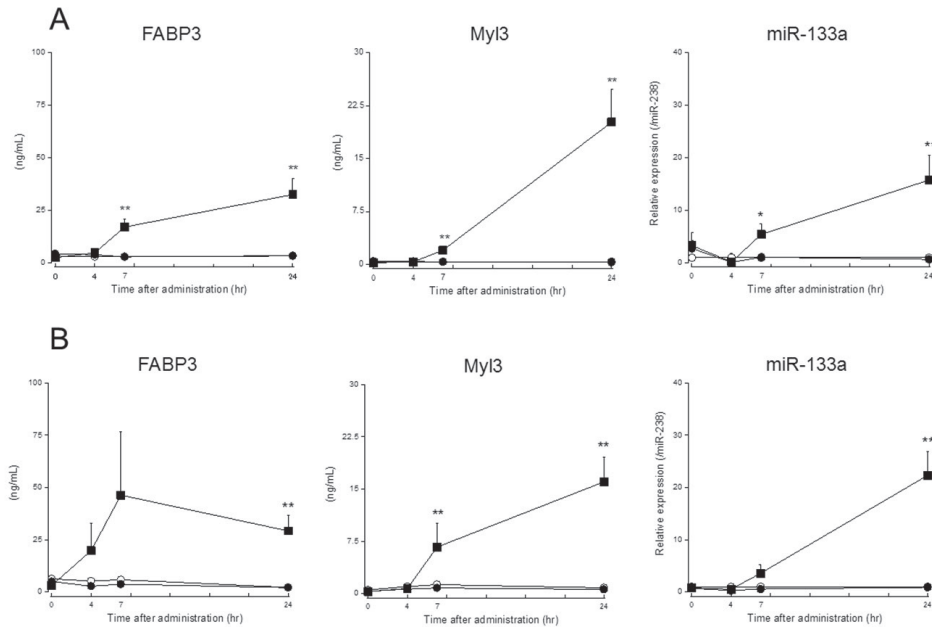 A
FABP3
Myl3
miR-133a
100
75
50
25
0
(ng/mL)
**
**
0 4 7 24
Time after administration (hr)
30
22.5
15
7.5
0
(ng/mL)
**
**
0 4 7 24
Time after administration (hr)
40
30
20
10
0
Relative expression (/miR-238)
*
**
0 4 7 24
Time after administration (hr)
B
FABP3
Myl3
miR-133a
100
75
50
25
0
(ng/mL)
**
0 4 7 24
Time after administration (hr)
30
22.5
15
7.5
0
(ng/mL)
**
**
0 4 7 24
Time after administration (hr)
40
30
20
10
0
Relative expression (/miR-238)
**
0 4 7 24
Time after administration (hr)